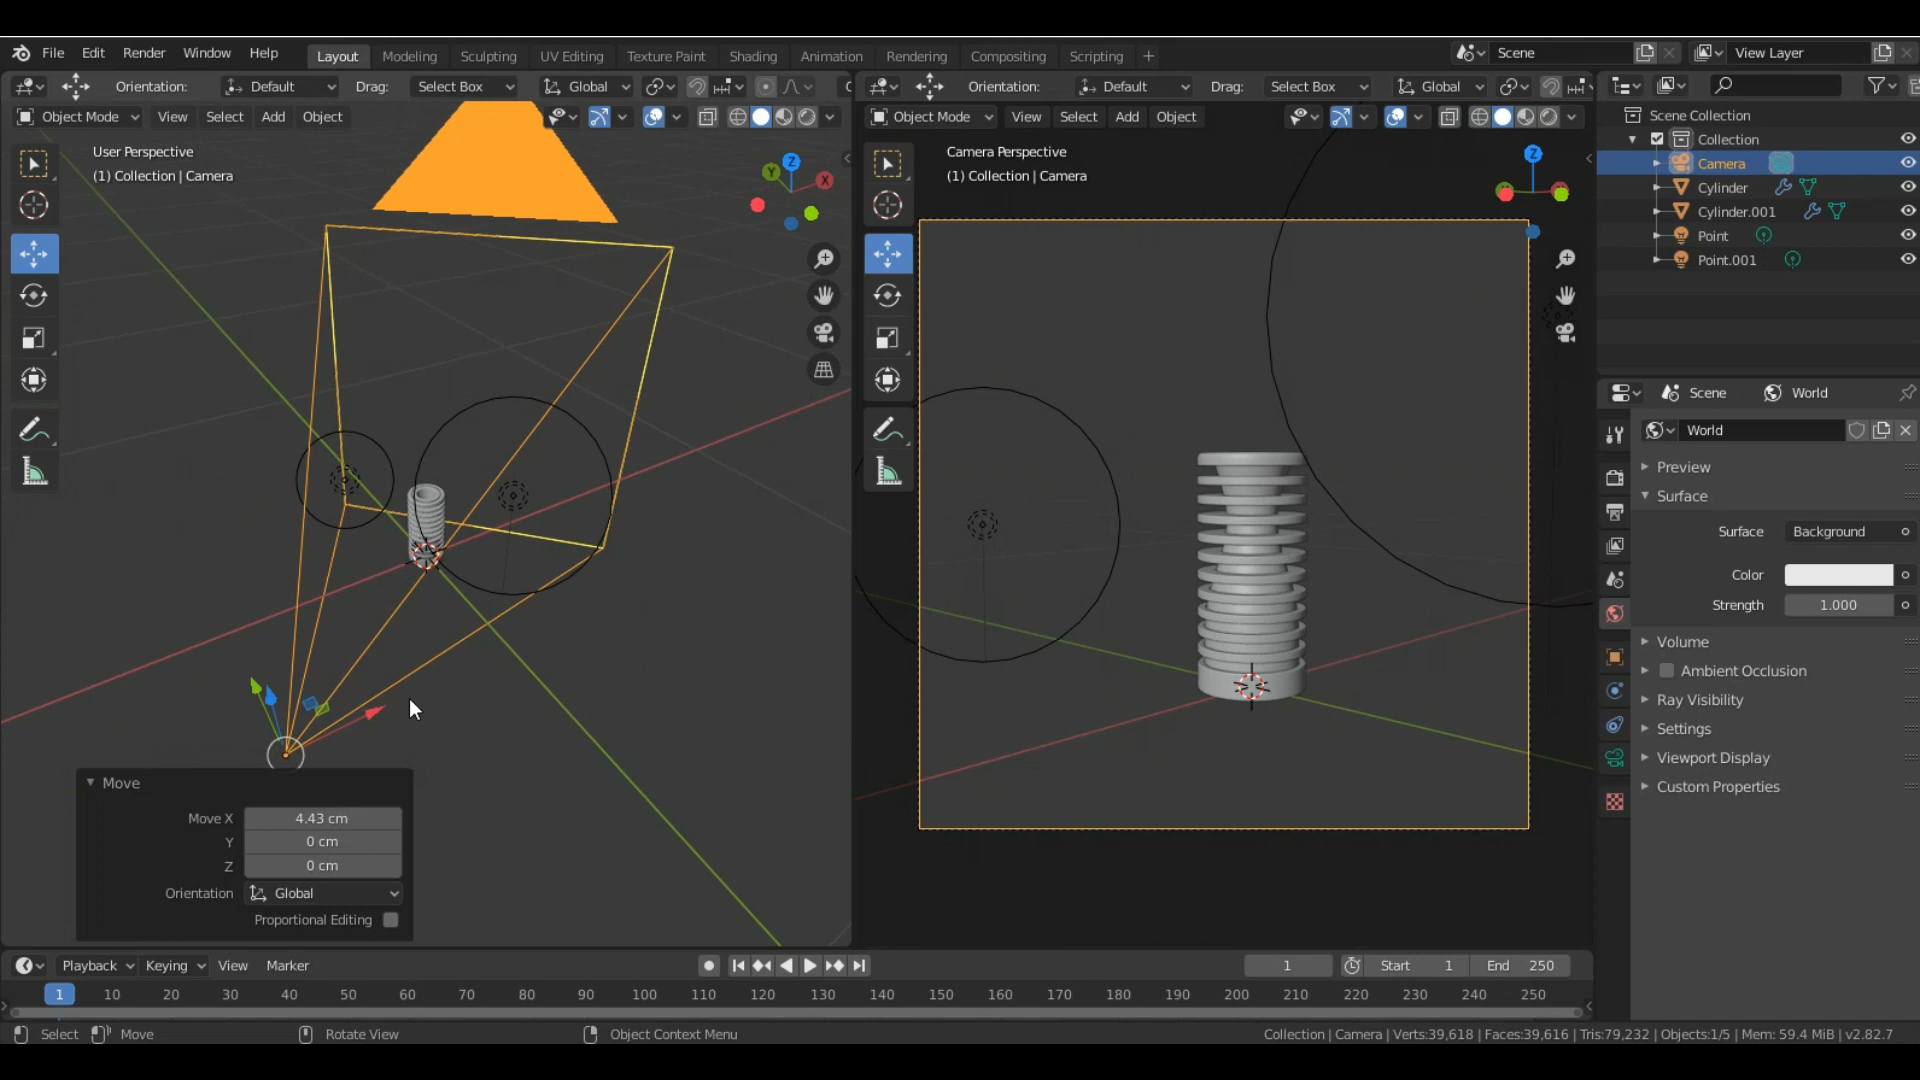 File Edit Render Window Help Layout Modeling Sculpting UV Editing Texture Paint Shading Animation Rendering Compositing Scripting + Scene View Layer
Orientation: Default Drag: Select Box Global
Object Mode View Select Add Object
User Perspective
(1) Collection | Camera
Z
Y
X
Move
Move X 4.43 cm
Y 0 cm
Z 0 cm
Orientation Global
Proportional Editing
Orientation: Default Drag: Select Box Global
Object Mode View Select Add Object
Camera Perspective
(1) Collection | Camera
Z
Scene Collection
Collection
Camera
Cylinder
Cylinder.001
Point
Point.001
Scene World
World
Preview
Surface
Surface Background
Color
Strength 1.000
Volume
Ambient Occlusion
Ray Visibility
Settings
Viewport Display
Custom Properties
Playback Keying View Marker 1 Start 1 End 250
1 10 20 30 40 50 60 70 80 90 100 110 120 130 140 150 160 170 180 190 200 210 220 230 240 250
Select Move Rotate View Object Context Menu Collection | Camera | Verts:39,618 | Faces:39,616 | Tris:79,232 | Objects:1/5 | Mem: 59.4 MiB | v2.82.7